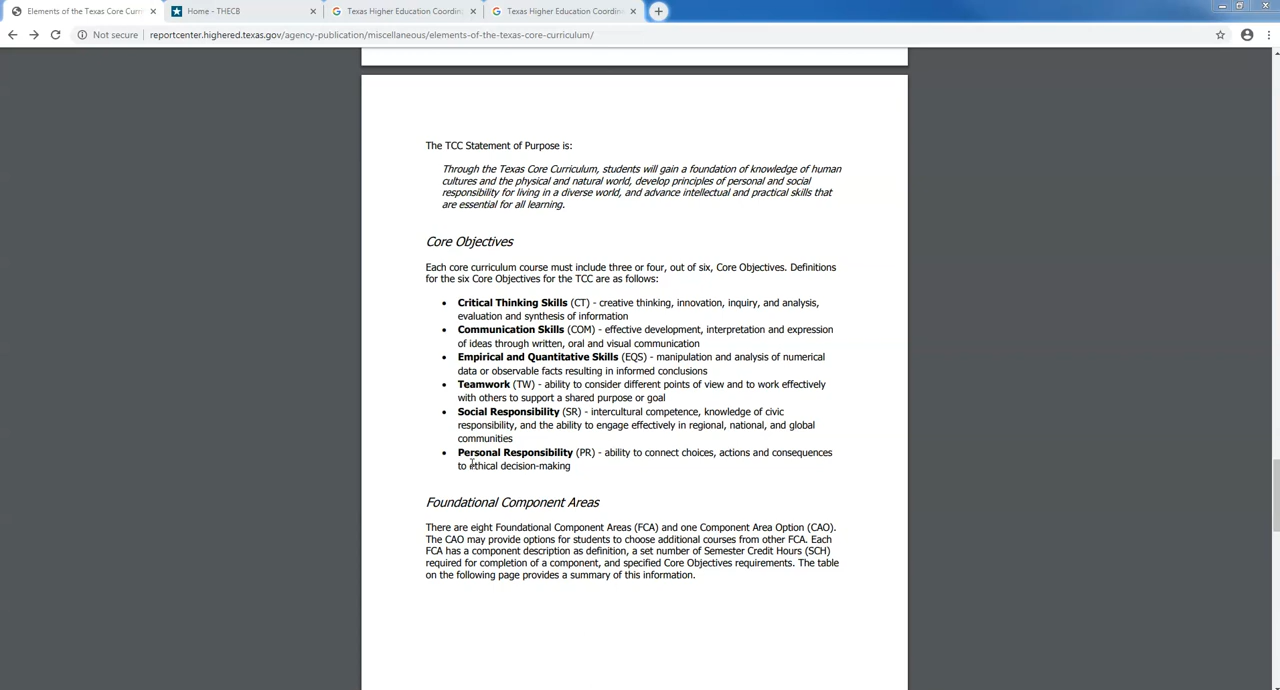 Elements of the Texas Core Curr
Home - THECB
Texas Higher Education Coordin
Texas Higher Education Coordin
Not secure | reportcenter.highered.texas.gov/agency-publication/miscellaneous/elements-of-the-texas-core-curriculum/
The TCC Statement of Purpose is:
Through the Texas Core Curriculum, students will gain a foundation of knowledge of human
cultures and the physical and natural world, develop principles of personal and social
responsibility for living in a diverse world, and advance intellectual and practical skills that
are essential for all learning.
Core Objectives
Each core curriculum course must include three or four, out of six, Core Objectives. Definitions
for the six Core Objectives for the TCC are as follows:
• Critical Thinking Skills (CT) - creative thinking, innovation, inquiry, and analysis,
evaluation and synthesis of information
• Communication Skills (COM) - effective development, interpretation and expression
of ideas through written, oral and visual communication
• Empirical and Quantitative Skills (EQS) - manipulation and analysis of numerical
data or observable facts resulting in informed conclusions
• Teamwork (TW) - ability to consider different points of view and to work effectively
with others to support a shared purpose or goal
• Social Responsibility (SR) - intercultural competence, knowledge of civic
responsibility, and the ability to engage effectively in regional, national, and global
communities
• Personal Responsibility (PR) - ability to connect choices, actions and consequences
to ethical decision-making
Foundational Component Areas
There are eight Foundational Component Areas (FCA) and one Component Area Option (CAO).
The CAO may provide options for students to choose additional courses from other FCA. Each
FCA has a component description as definition, a set number of Semester Credit Hours (SCH)
required for completion of a component, and specified Core Objectives requirements. The table
on the following page provides a summary of this information.